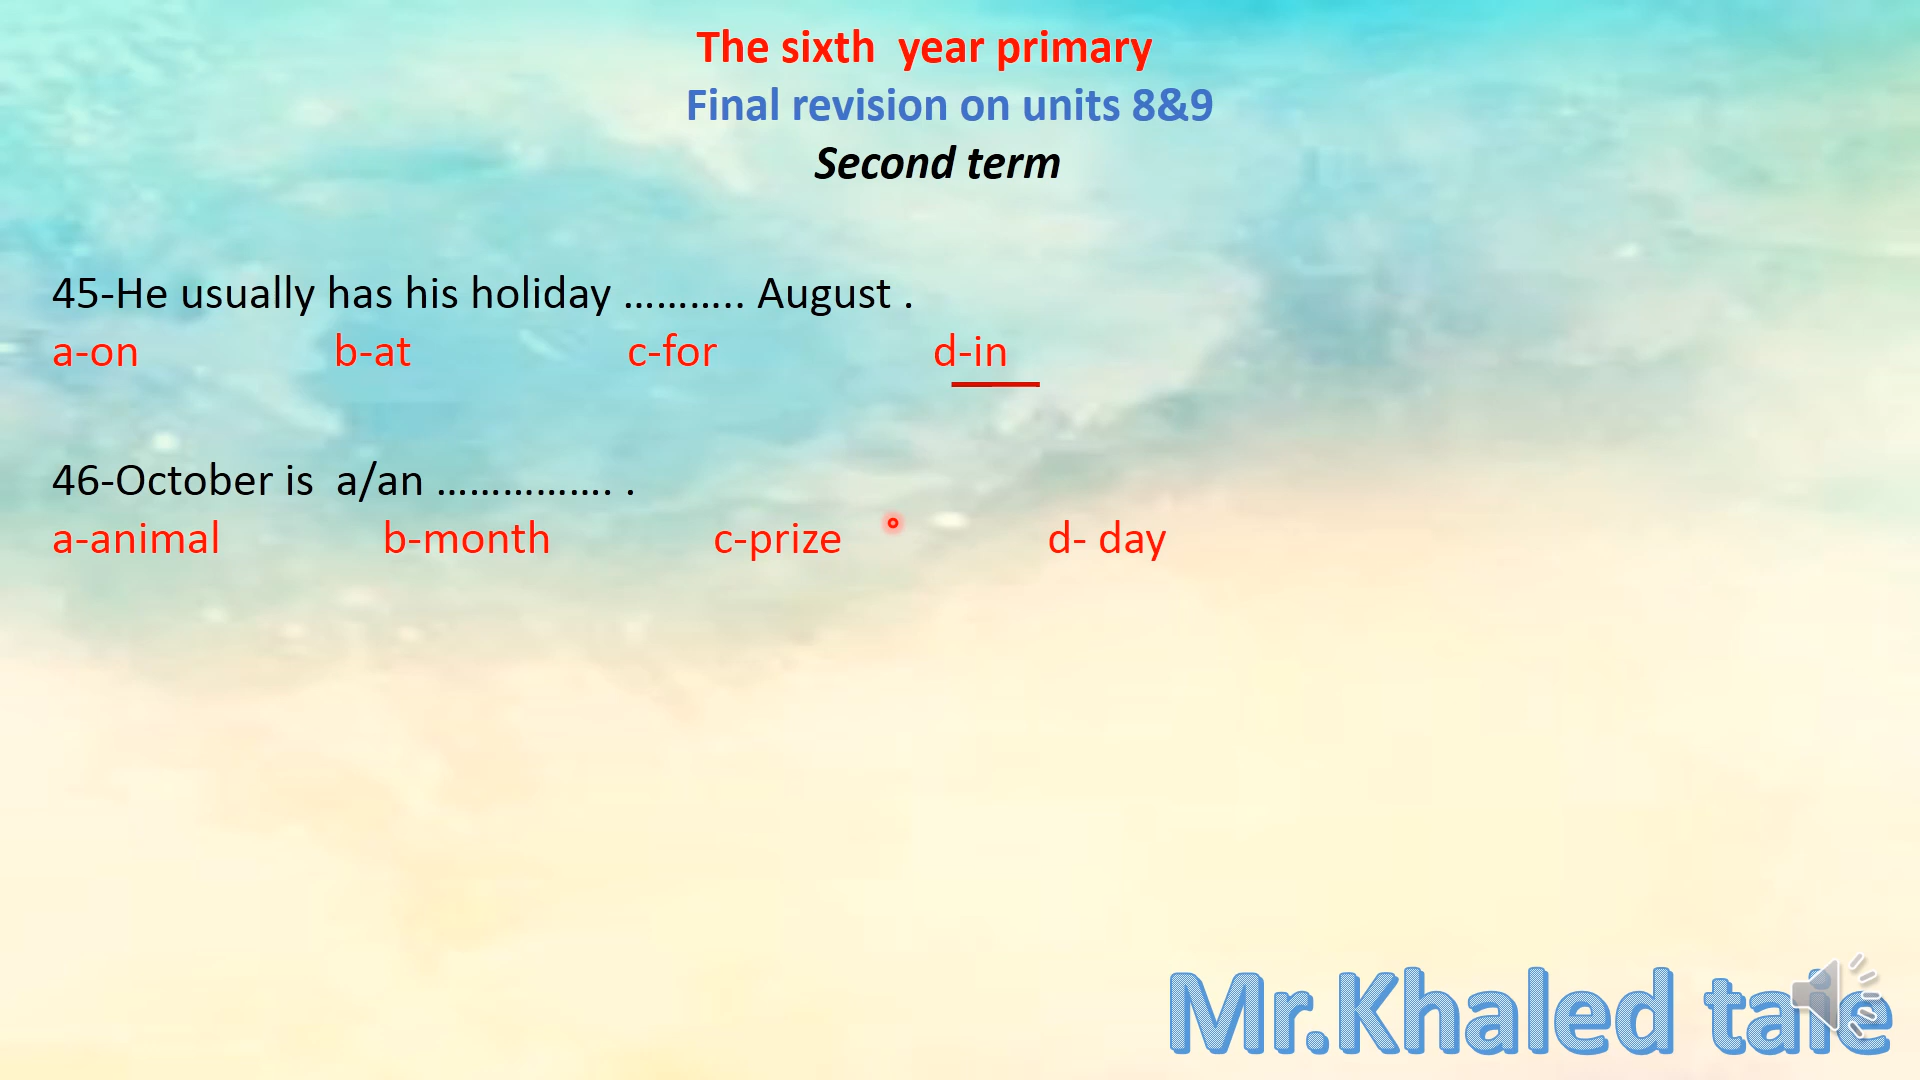 The sixth  year primary
Final revision on units 8&9
Second term
45-He usually has his holiday ……….. August .
a-on b-at c-for d-in
46-October is  a/an ……………. .
a-animal b-month c-prize d- day
Mr.Khaled